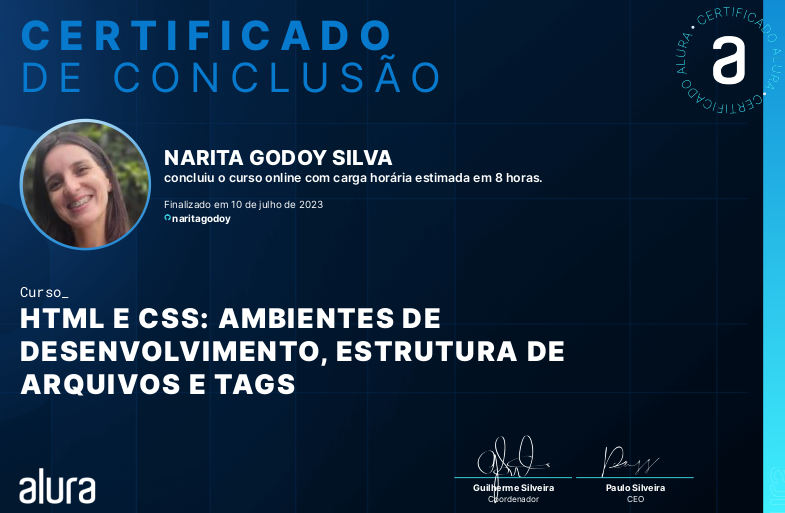 CERTIFICADO
DE CONCLUSÃO
CERTIFICADO ALURA • CERTIFICADO ALURA •
a
NARITA GODOY SILVA
concluiu o curso online com carga horária estimada em 8 horas.
Finalizado em 10 de julho de 2023
naritagodoy
Curso_
HTML E CSS: AMBIENTES DE
DESENVOLVIMENTO, ESTRUTURA DE
ARQUIVOS E TAGS
alura
Guilherme Silveira
Coordenador
Paulo Silveira
CEO